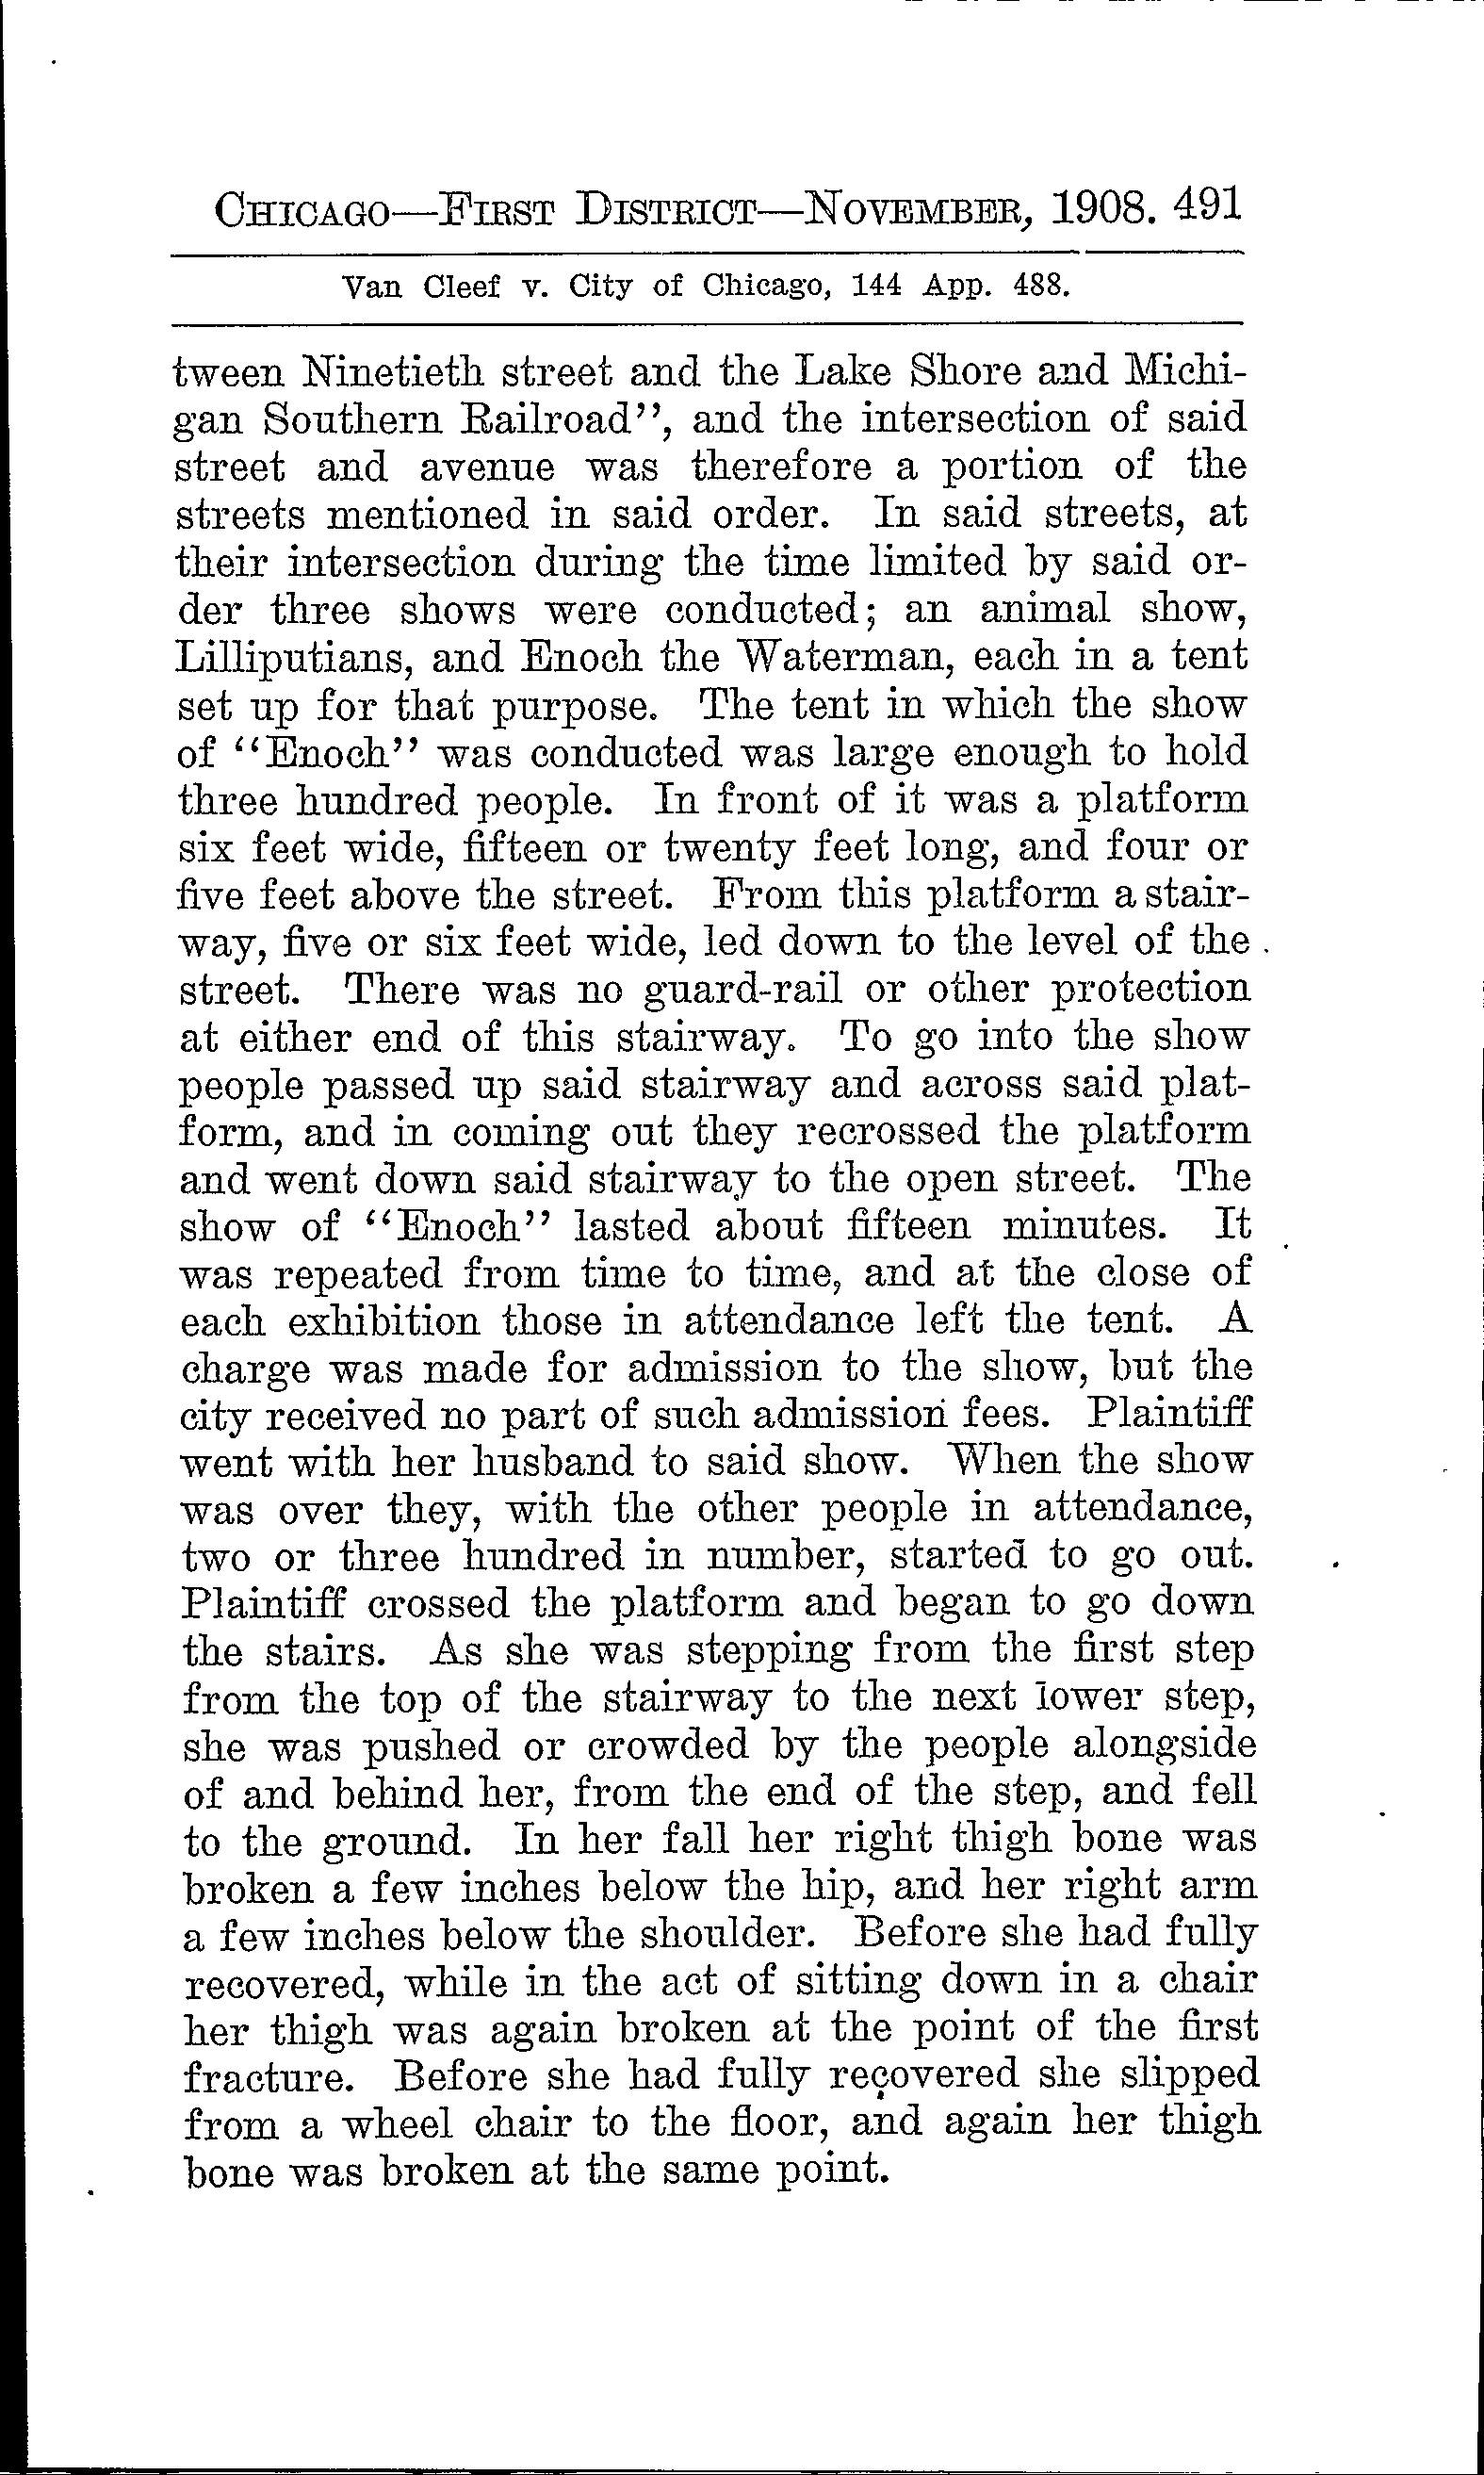 CHICAGO—FIRST DISTRICT—NOVEMBER, 1908. 491
Van Cleef v. City of Chicago, 144 App. 488.
tween Ninetieth street and the Lake Shore and Michi-
gan Southern Railroad”, and the intersection of said
street and avenue was therefore a portion of the
streets mentioned in said order. In said streets, at
their intersection during the time limited by said or-
der three shows were conducted; an animal show,
Lilliputians, and Enoch the Waterman, each in a tent
set up for that purpose. The tent in which the show
of “Enoch” was conducted was large enough to hold
three hundred people. In front of it was a platform
six feet wide, fifteen or twenty feet long, and four or
five feet above the street. From this platform a stair-
way, five or six feet wide, led down to the level of the
street. There was no guard-rail or other protection
at either end of this stairway. To go into the show
people passed up said stairway and across said plat-
form, and in coming out they recrossed the platform
and went down said stairway to the open street. The
show of “Enoch” lasted about fifteen minutes. It
was repeated from time to time, and at the close of
each exhibition those in attendance left the tent. A
charge was made for admission to the show, but the
city received no part of such admission fees. Plaintiff
went with her husband to said show. When the show
was over they, with the other people in attendance,
two or three hundred in number, started to go out.
Plaintiff crossed the platform and began to go down
the stairs. As she was stepping from the first step
from the top of the stairway to the next lower step,
she was pushed or crowded by the people alongside
of and behind her, from the end of the step, and fell
to the ground. In her fall her right thigh bone was
broken a few inches below the hip, and her right arm
a few inches below the shoulder. Before she had fully
recovered, while in the act of sitting down in a chair
her thigh was again broken at the point of the first
fracture. Before she had fully recovered she slipped
from a wheel chair to the floor, and again her thigh
bone was broken at the same point.